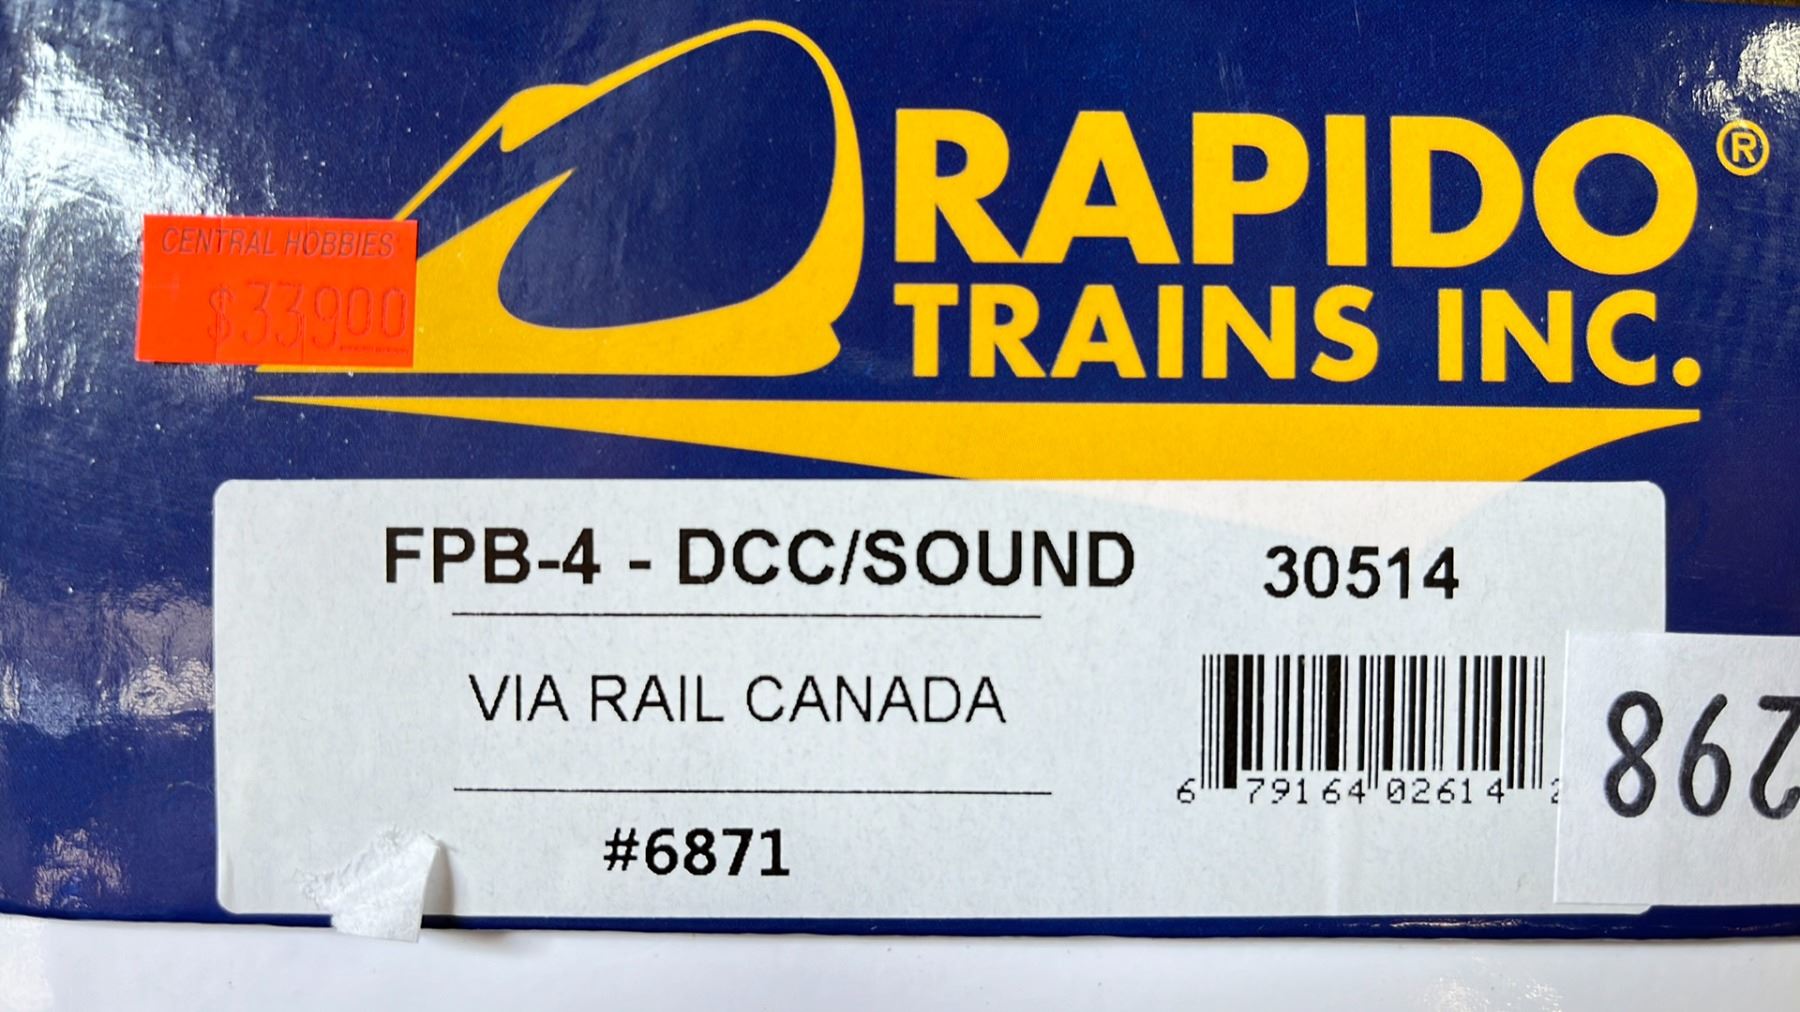 RAPIDO®
TRAINS INC.
CENTRAL HOBBIES
$339.00
FPB-4 - DCC/SOUND
30514
VIA RAIL CANADA
#6871
6 79164 02614 2
298